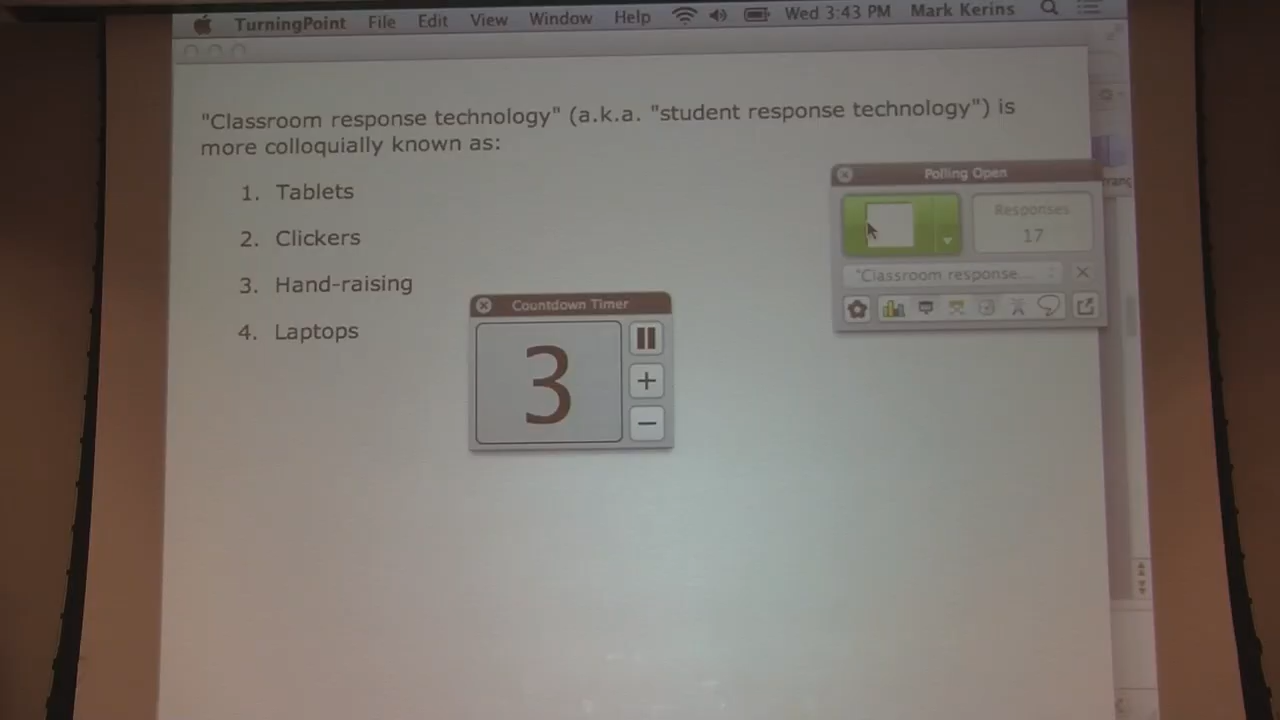 TurningPoint File Edit View Window Help Wed 3:43 PM Mark Kerins
"Classroom response technology" (a.k.a. "student response technology") is
more colloquially known as:
1. Tablets
2. Clickers
3. Hand-raising
4. Laptops
Countdown Timer
3
+
−
Polling Open
Responses
17
"Classroom response...